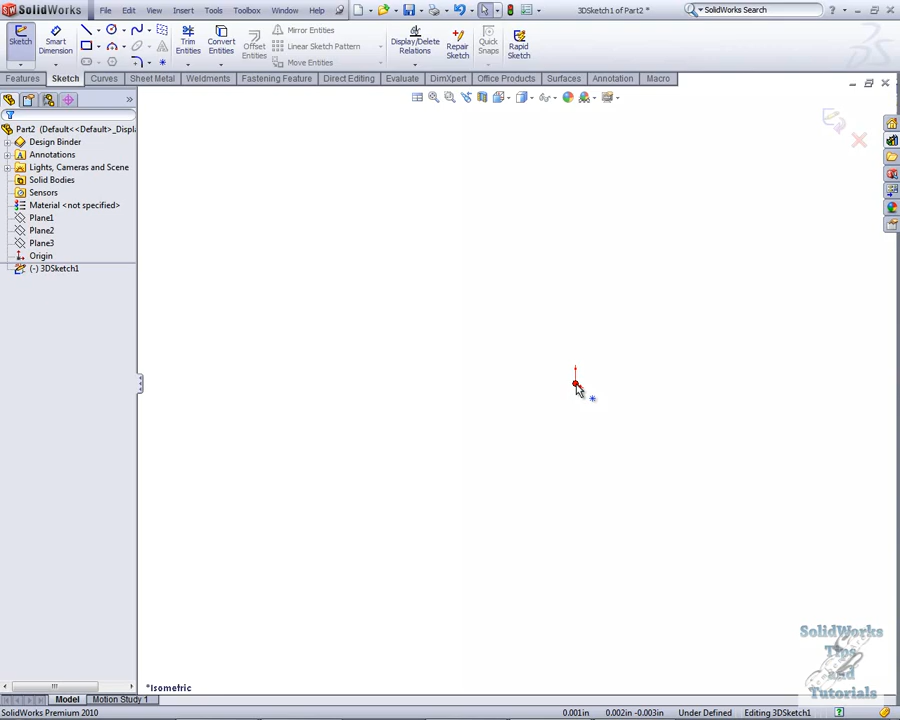 SolidWorks
File
Edit
View
Insert
Tools
Toolbox
Window
Help
3DSketch1 of Part2 *
SolidWorks Search
Sketch
Smart Dimension
Trim Entities
Convert Entities
Offset Entities
Mirror Entities
Linear Sketch Pattern
Move Entities
Display/Delete Relations
Repair Sketch
Quick Snaps
Rapid Sketch
Features
Sketch
Curves
Sheet Metal
Weldments
Fastening Feature
Direct Editing
Evaluate
DimXpert
Office Products
Surfaces
Annotation
Macro
Part2 (Default<<Default>_Displa
Design Binder
Annotations
Lights, Cameras and Scene
Solid Bodies
Sensors
Material <not specified>
Plane1
Plane2
Plane3
Origin
(-) 3DSketch1
*Isometric
SolidWorks
Tips
and
Tutorials
Model
Motion Study 1
SolidWorks Premium 2010
0.001in
0.002in -0.003in
Under Defined
Editing 3DSketch1